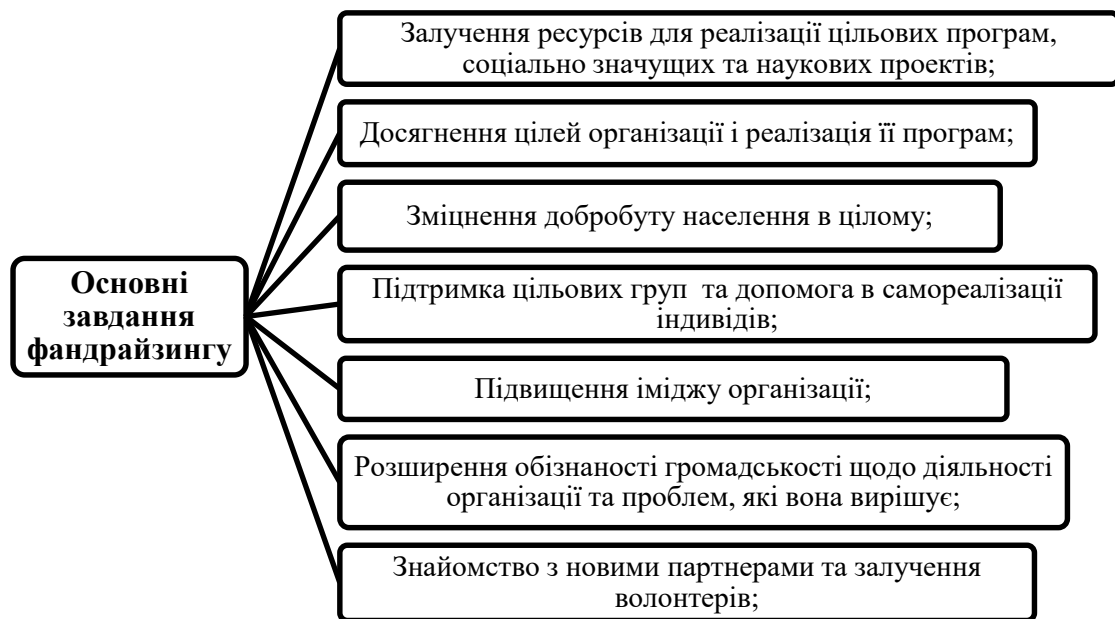 Залучення ресурсів для реалізації цільових програм,
соціально значущих та наукових проектів;
Досягнення цілей організації і реалізація її програм;
Зміцнення добробуту населення в цілому;
Основні
завдання
фандрайзингу
Підтримка цільових груп та допомога в самореалізації
індивідів;
Підвищення іміджу організації;
Розширення обізнаності громадськості щодо діяльності
організації та проблем, які вона вирішує;
Знайомство з новими партнерами та залучення
волонтерів;